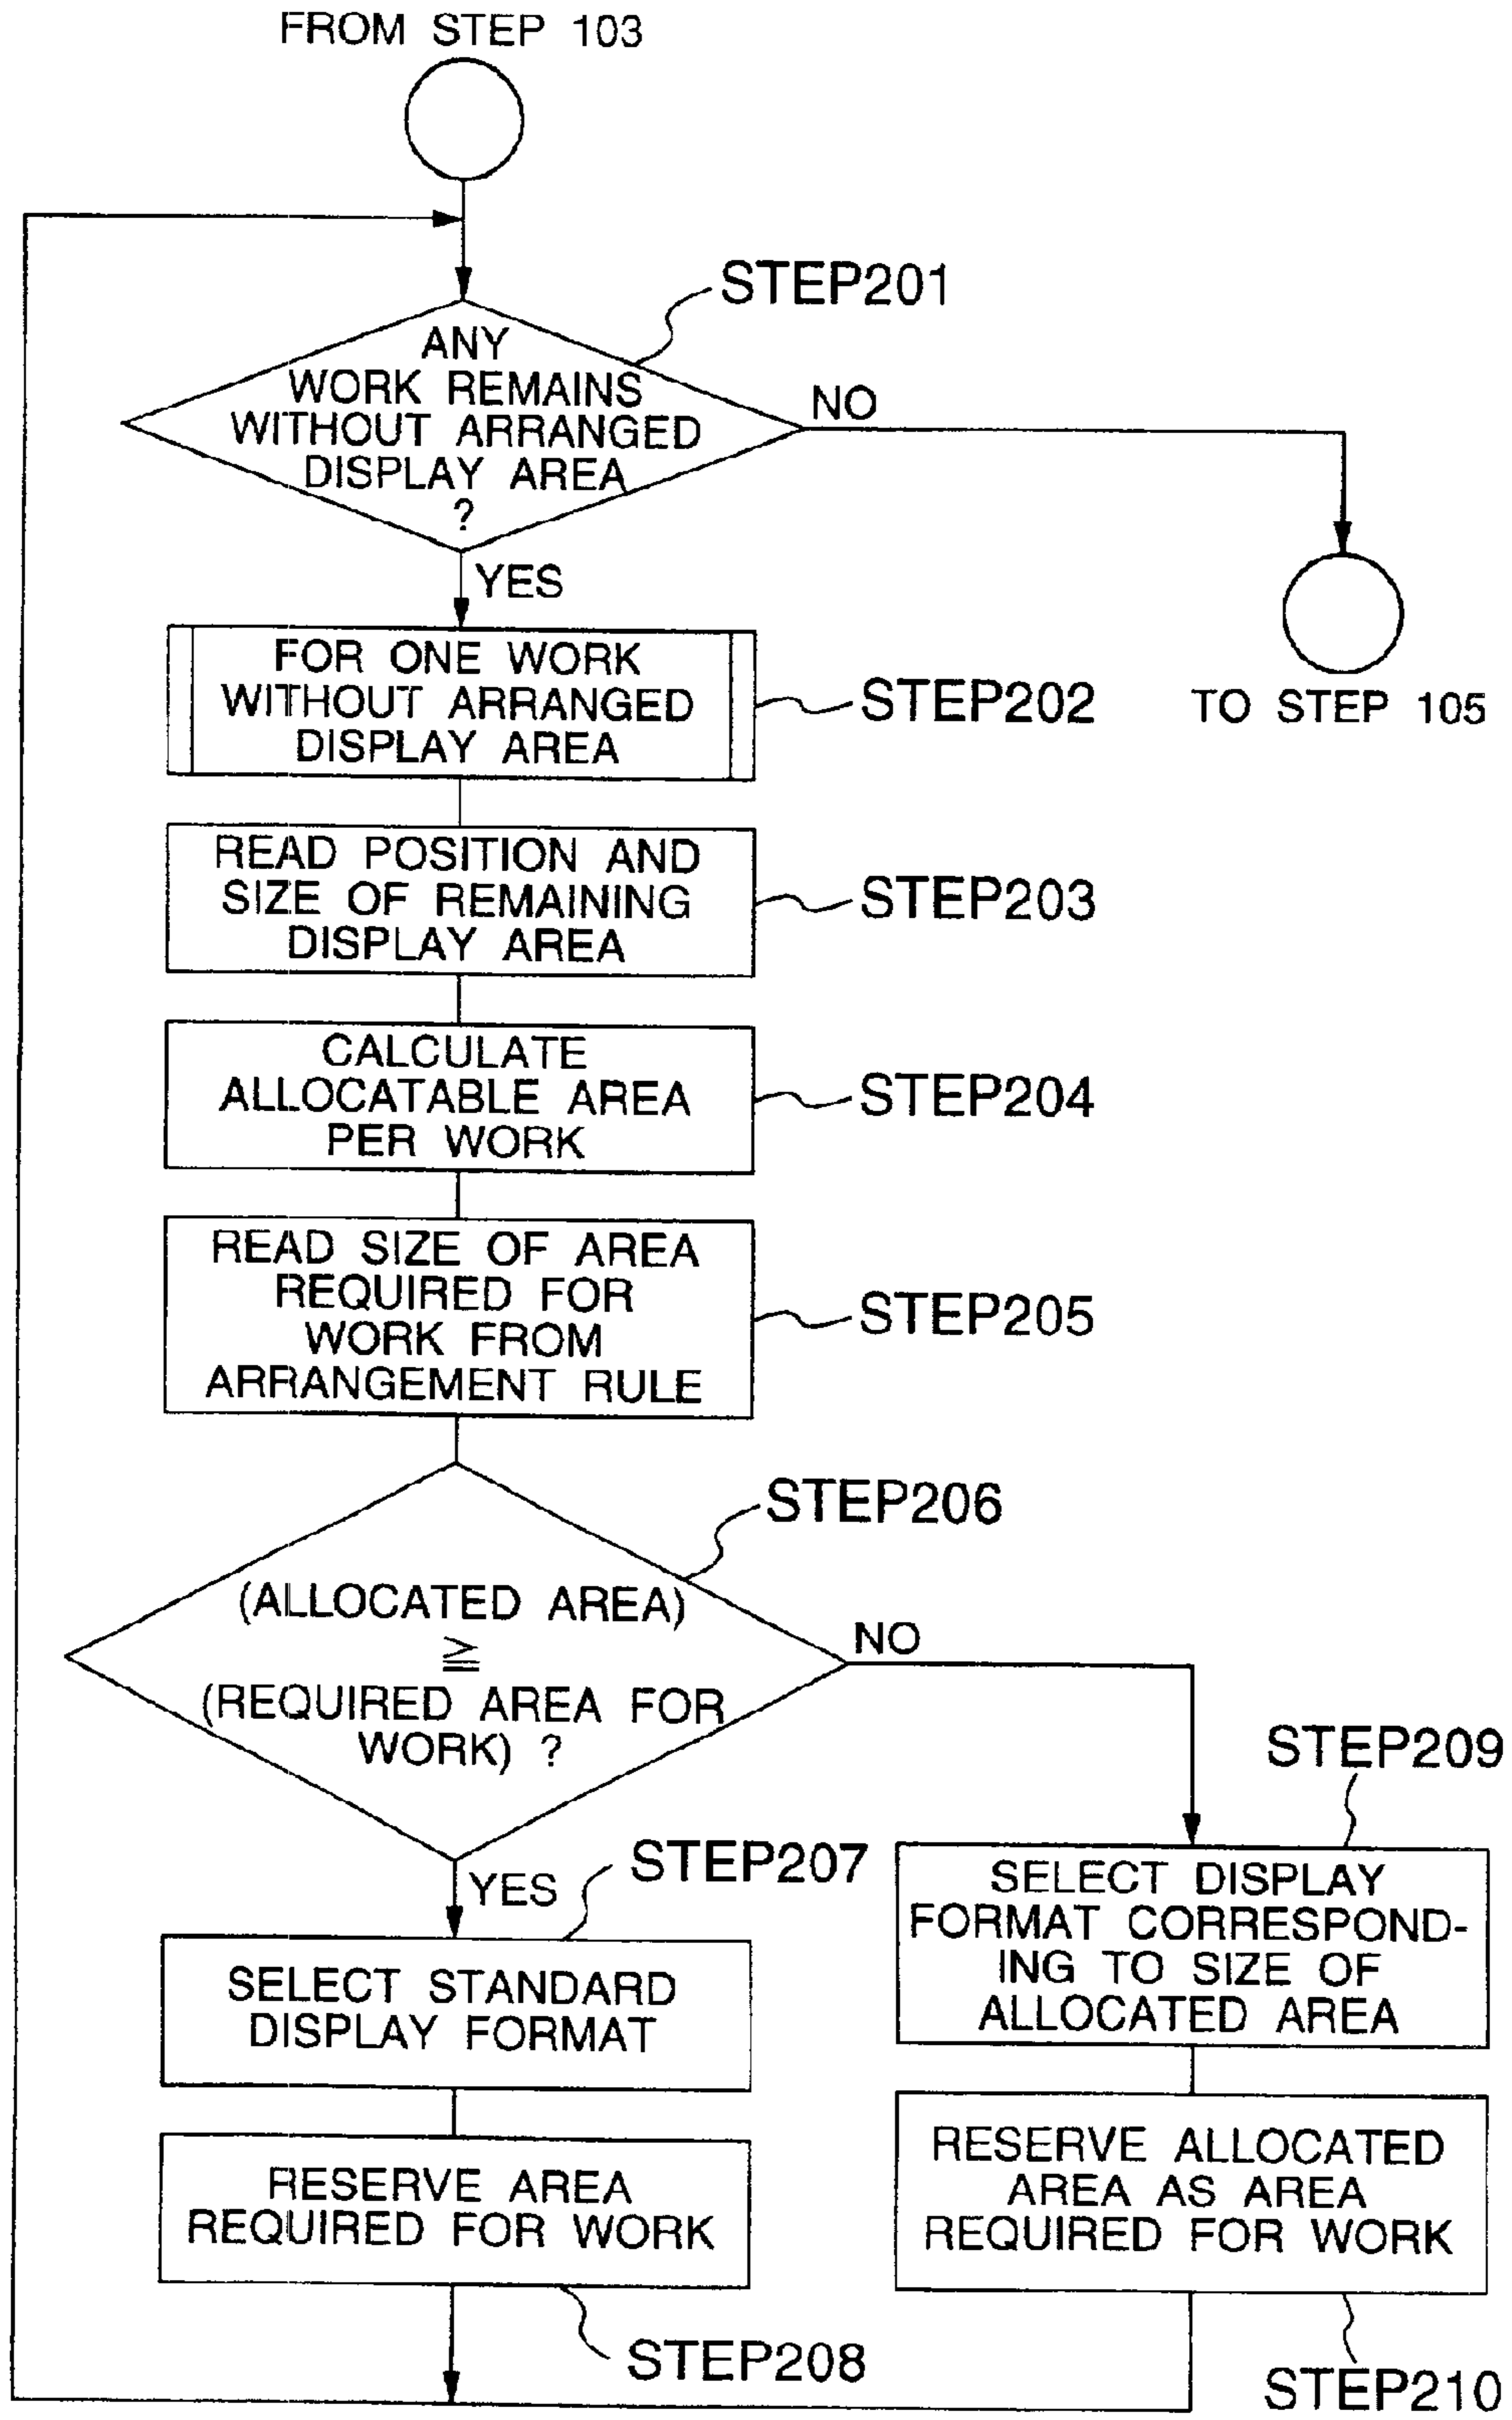 FROM STEP 103
STEP201
ANY
WORK REMAINS
WITHOUT ARRANGED
DISPLAY AREA
?
NO
YES
TO STEP 105
FOR ONE WORK
WITHOUT ARRANGED
DISPLAY AREA
STEP202
READ POSITION AND
SIZE OF REMAINING
DISPLAY AREA
STEP203
CALCULATE
ALLOCATABLE AREA
PER WORK
STEP204
READ SIZE OF AREA
REQUIRED FOR
WORK FROM
ARRANGEMENT RULE
STEP205
STEP206
(ALLOCATED AREA)
≧
(REQUIRED AREA FOR
WORK) ?
NO
YES
STEP207
SELECT STANDARD
DISPLAY FORMAT
RESERVE AREA
REQUIRED FOR WORK
STEP208
STEP209
SELECT DISPLAY
FORMAT CORRESPOND-
ING TO SIZE OF
ALLOCATED AREA
RESERVE ALLOCATED
AREA AS AREA
REQUIRED FOR WORK
STEP210